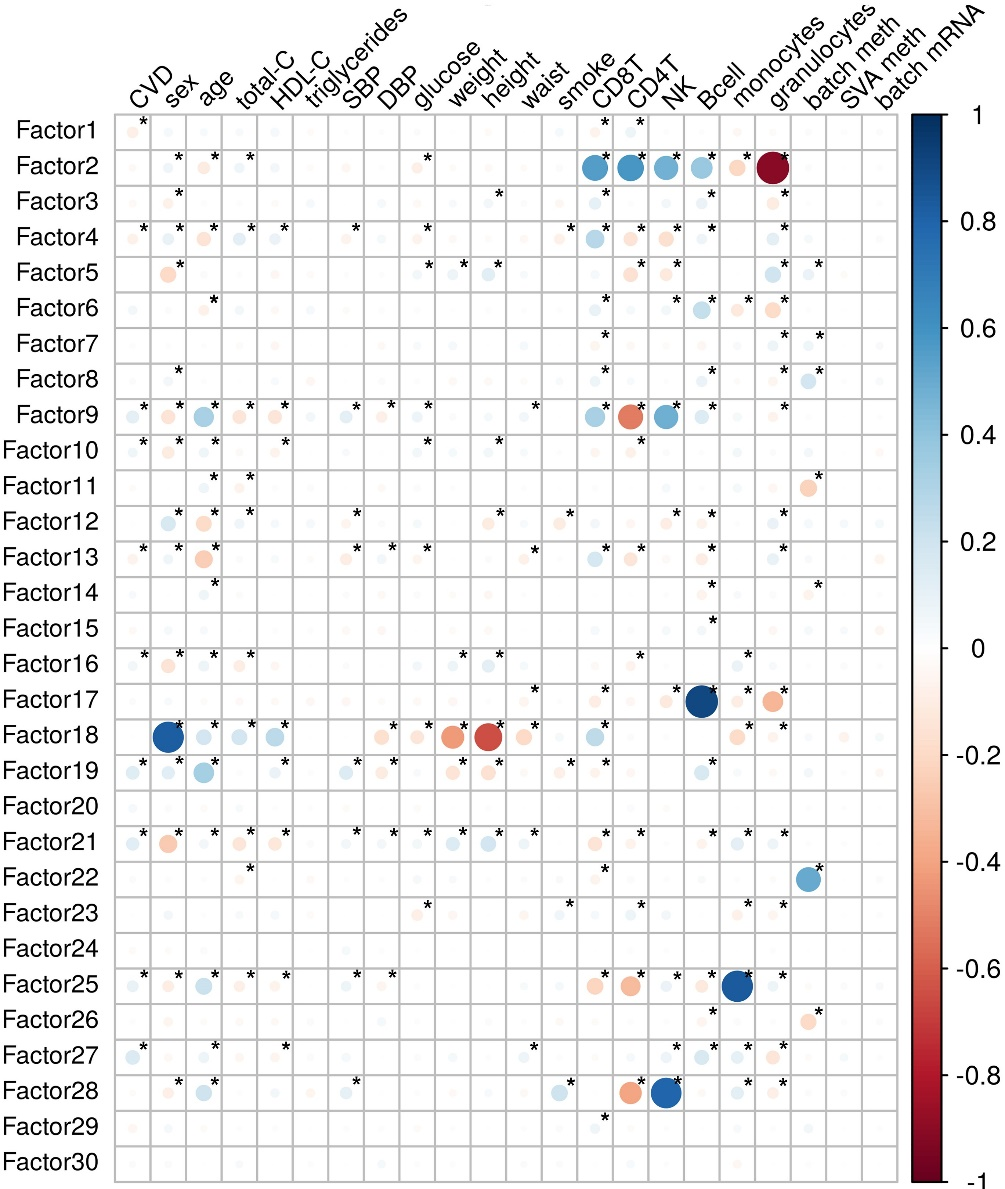 CVD
sex
age
total-C
HDL-C
triglycerides
SBP
DBP
glucose
weight
height
waist
smoke
CD8T
CD4T
NK
Bcell
monocytes
granulocytes
batch meth
SVA meth
batch mRNA
Factor1
Factor2
Factor3
Factor4
Factor5
Factor6
Factor7
Factor8
Factor9
Factor10
Factor11
Factor12
Factor13
Factor14
Factor15
Factor16
Factor17
Factor18
Factor19
Factor20
Factor21
Factor22
Factor23
Factor24
Factor25
Factor26
Factor27
Factor28
Factor29
Factor30
1
0.8
0.6
0.4
0.2
0
-0.2
-0.4
-0.6
-0.8
-1